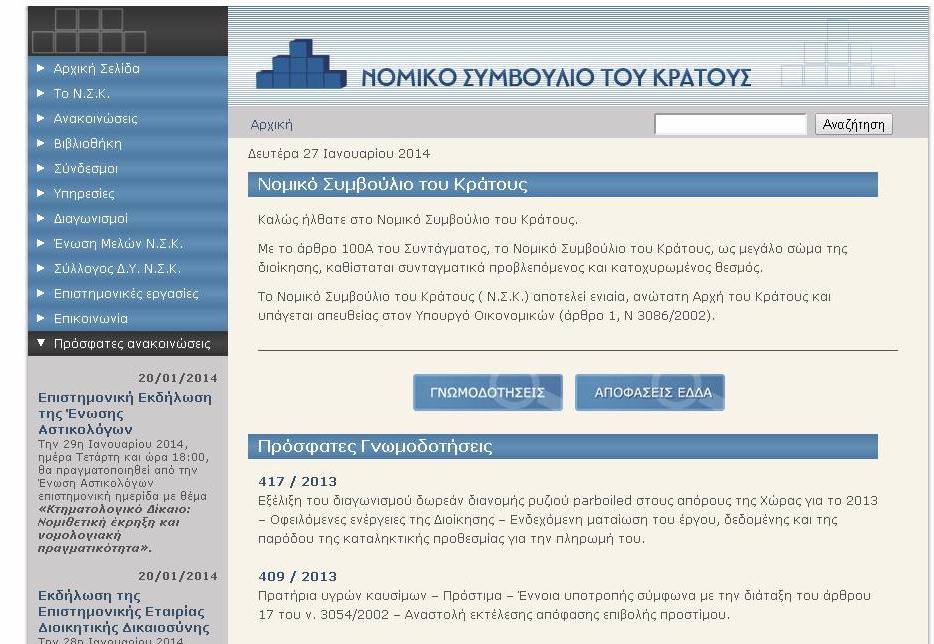 ΝΟΜΙΚΟ ΣΥΜΒΟΥΛΙΟ ΤΟΥ ΚΡΑΤΟΥΣ
Αρχική Σελίδα
Το Ν.Σ.Κ.
Ανακοινώσεις
Βιβλιοθήκη
Σύνδεσμοι
Υπηρεσίες
Διαγωνισμοί
Ένωση Μελών Ν.Σ.Κ.
Σύλλογος Δ.Υ. Ν.Σ.Κ.
Επιστημονικές εργασίες
Επικοινωνία
Πρόσφατες ανακοινώσεις
20/01/2014
Επιστημονική Εκδήλωση
της Ένωσης
Αστικολόγων
Την 29η Ιανουαρίου 2014,
ημέρα Τετάρτη και ώρα 18:00,
θα πραγματοποιηθεί από την
Ένωση Αστικολόγων
επιστημονική ημερίδα με θέμα
«Κτηματολογικό Δίκαιο:
Νομιθετική έκρηξη και
νομολογιακή
πραγματικότητα».
20/01/2014
Εκδήλωση της
Επιστημονικής Εταιρίας
Διοικητικής Δικαιοσύνης
Την 28η Ιανουαρίου 2014,
Αρχική
Αναζήτηση
Δευτέρα 27 Ιανουαρίου 2014
Νομικό Συμβούλιο του Κράτους
Καλώς ήλθατε στο Νομικό Συμβούλιο του Κράτους.
Με το άρθρο 100Α του Συντάγματος, το Νομικό Συμβούλιο του Κράτους, ως μεγάλο σώμα της
διοίκησης, καθίσταται συνταγματικά προβλεπόμενος και κατοχυρωμένος θεσμός.
Το Νομικό Συμβούλιο του Κράτους ( Ν.Σ.Κ.) αποτελεί ενιαία, ανώτατη Αρχή του Κράτους και
υπάγεται απευθείας στον Υπουργό Οικονομικών (άρθρο 1, Ν 3086/2002).
ΓΝΩΜΟΔΟΤΗΣΕΙΣ
ΑΠΟΦΑΣΕΙΣ ΕΔΔΑ
Πρόσφατες Γνωμοδοτήσεις
417 / 2013
Εξέλιξη του διαγωνισμού δωρεάν διανομής ρυζιού parboiled στους απόρους της Χώρας για το 2013
– Οφειλόμενες ενέργειες της Διοίκησης – Ενδεχόμενη ματαίωση του έργου, δεδομένης και της
παρόδου της καταληκτικής προθεσμίας για την πληρωμή του.
409 / 2013
Πρατήρια υγρών καυσίμων – Πρόστιμα – Έννοια υποτροπής σύμφωνα με την διάταξη του άρθρου
17 του ν. 3054/2002 – Αναστολή εκτέλεσης απόφασης επιβολής προστίμου.